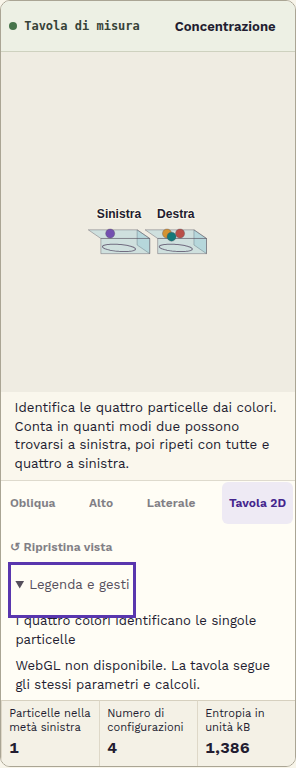 Tavola di misura
Concentrazione
Sinistra
Destra
Identifica le quattro particelle dai colori.
Conta in quanti modi due possono
trovarsi a sinistra, poi ripeti con tutte e
quattro a sinistra.
Obliqua
Alto
Laterale
Tavola 2D
↺ Ripristina vista
▼ Legenda e gesti
I quattro colori identificano le singole
particelle
WebGL non disponibile. La tavola segue
gli stessi parametri e calcoli.
Particelle nella
metà sinistra
1
Numero di
configurazioni
4
Entropia in
unità kB
1,386